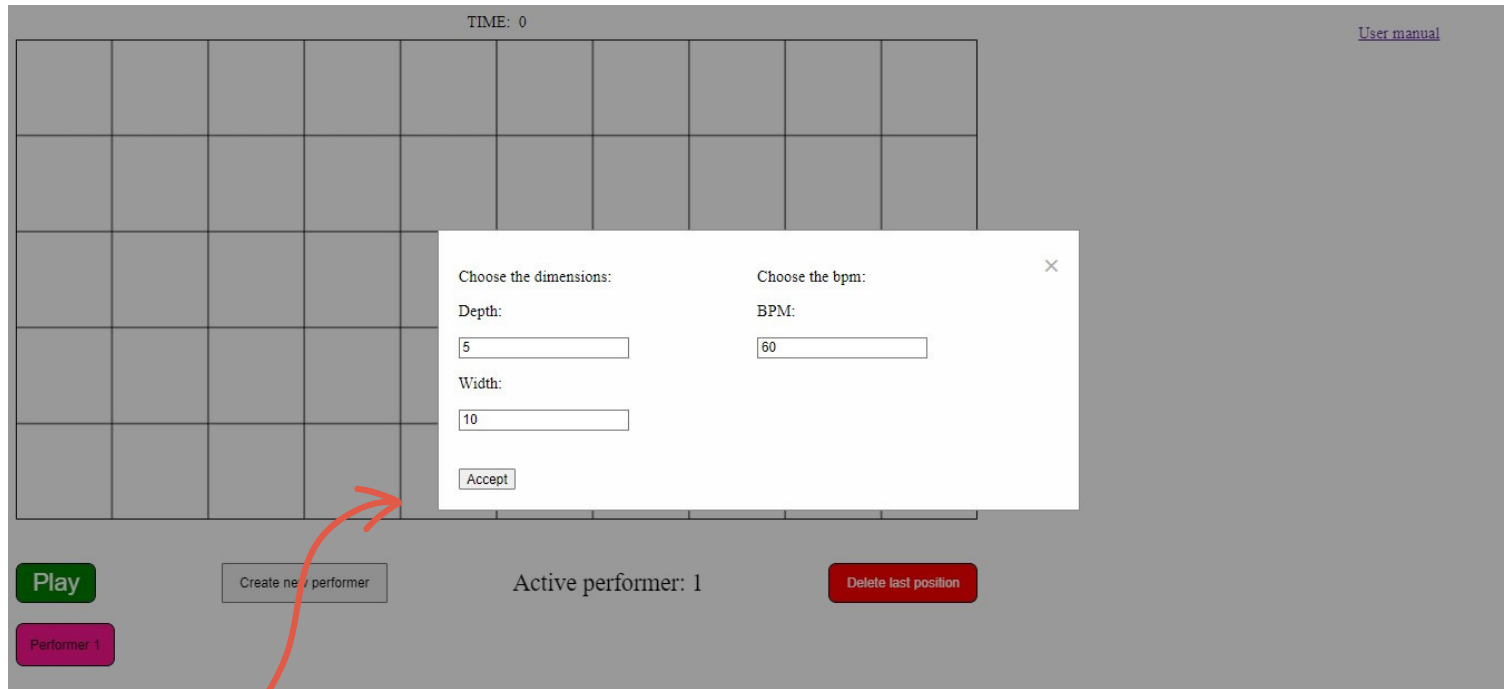 TIME: 0
User manual
Choose the dimensions:
Choose the bpm:
×
Depth:
BPM:
5
60
Width:
10
Accept
Play
Create new performer
Active performer: 1
Delete last position
Performer 1